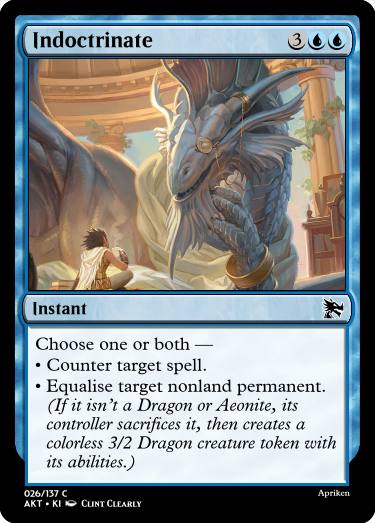 Indoctrinate 3
Instant
Choose one or both —
• Counter target spell.
• Equalise target nonland permanent.
(If it isn't a Dragon or Aeonite, its
controller sacrifices it, then creates a
colorless 3/2 Dragon creature token with
its abilities.)
026/137 C
Apriken
AKT • KI Clint Clearly